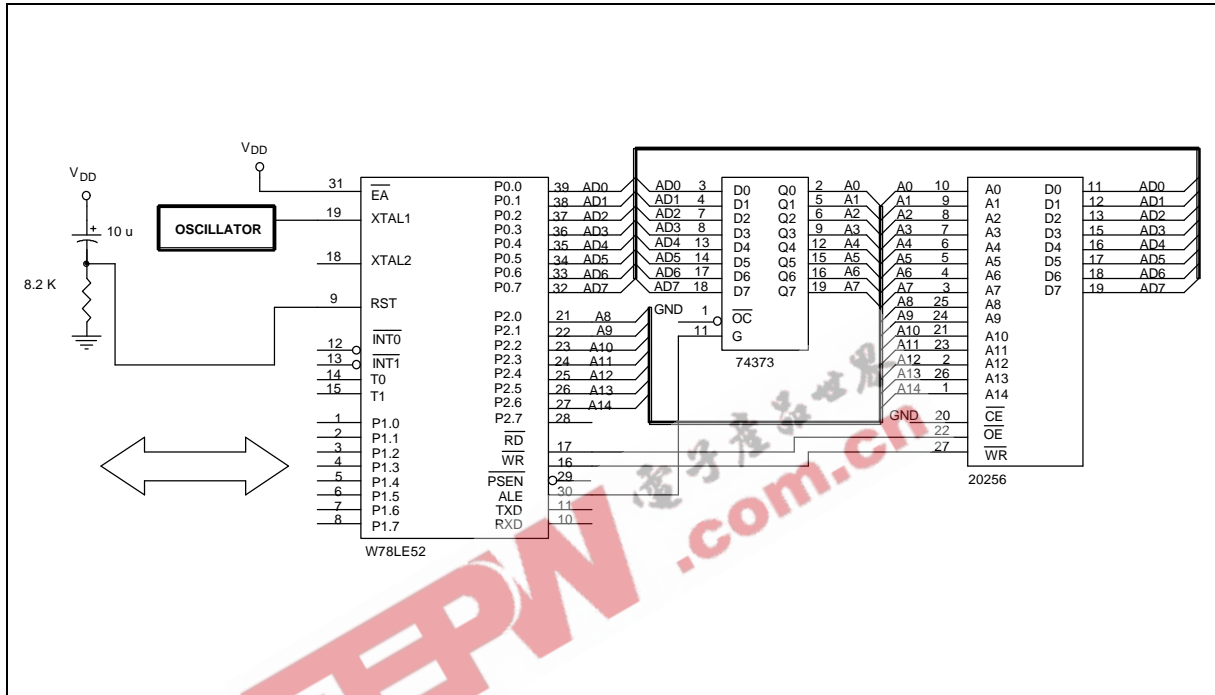 VDD
VDD
10 u
8.2 K
OSCILLATOR
31 EA
19 XTAL1
18 XTAL2
9 RST
12 INT0
13 INT1
14 T0
15 T1
1 P1.0
2 P1.1
3 P1.2
4 P1.3
5 P1.4
6 P1.5
7 P1.6
8 P1.7
P0.0 39 AD0
P0.1 38 AD1
P0.2 37 AD2
P0.3 36 AD3
P0.4 35 AD4
P0.5 34 AD5
P0.6 33 AD6
P0.7 32 AD7
P2.0 21 A8
P2.1 22 A9
P2.2 23 A10
P2.3 24 A11
P2.4 25 A12
P2.5 26 A13
P2.6 27 A14
P2.7 28
RD 17
WR 16
PSEN 29
ALE 30
TXD 11
RXD 10
W78LE52
AD0 3 D0 Q0 2 A0
AD1 4 D1 Q1 5 A1
AD2 7 D2 Q2 6 A2
AD3 8 D3 Q3 9 A3
AD4 13 D4 Q4 12 A4
AD5 14 D5 Q5 15 A5
AD6 17 D6 Q6 16 A6
AD7 18 D7 Q7 19 A7
GND 1 OC
11 G
74373
A0 10 A0 D0 11 AD0
A1 9 A1 D1 12 AD1
A2 8 A2 D2 13 AD2
A3 7 A3 D3 15 AD3
A4 6 A4 D4 16 AD4
A5 5 A5 D5 17 AD5
A6 4 A6 D6 18 AD6
A7 3 A7 D7 19 AD7
A8 25 A8
A9 24 A9
A10 21 A10
A11 23 A11
A12 2 A12
A13 26 A13
A14 1 A14
GND 20 CE
22 OE
27 WR
20256
電子產品世界
EEPW.com.cn